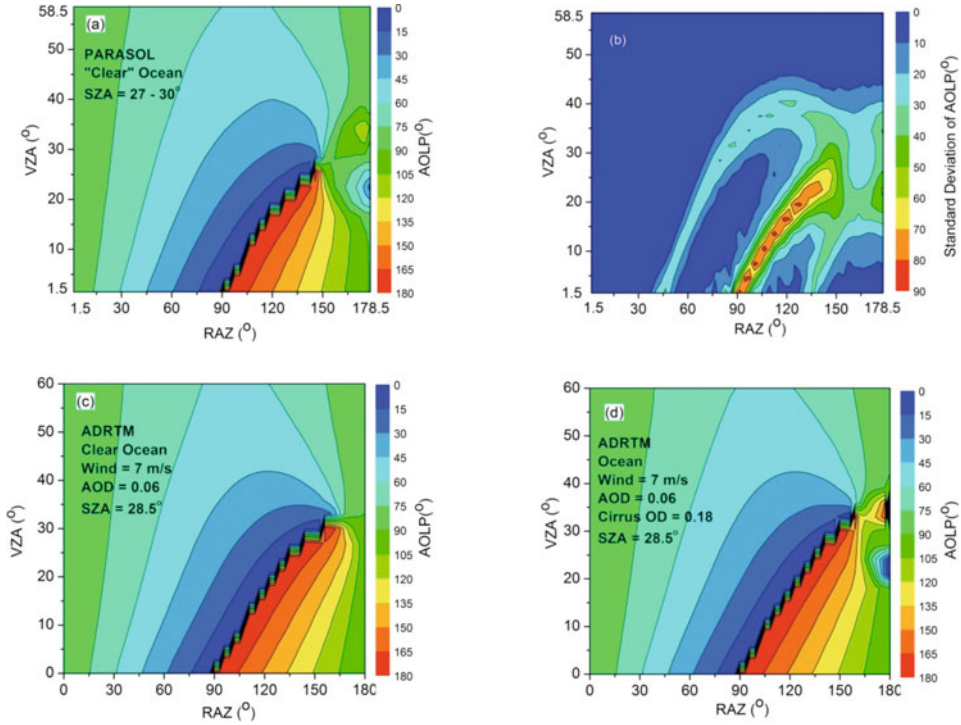 (a)
PARASOL
"Clear" Ocean
SZA = 27 - 30°
58.5
50
40
30
20
10
1.5
VZA (°)
1.5 30 60 90 120 150 178.5
RAZ (°)
0
15
30
45
60
75
90
105
120
135
150
165
180
AOLP(°)
(b)
58.5
50
40
30
20
10
1.5
VZA (°)
1.5 30 60 90 120 150 178.5
RAZ (°)
0
10
20
30
40
50
60
70
80
90
Standard Deviation of AOLP(°)
(c)
ADRTM
Clear Ocean
Wind = 7 m/s
AOD = 0.06
SZA = 28.5°
60
50
40
30
20
10
0
VZA (°)
0 30 60 90 120 150 180
RAZ (°)
0
15
30
45
60
75
90
105
120
135
150
165
180
AOLP(°)
(d)
ADRTM
Ocean
Wind = 7 m/s
AOD = 0.06
Cirrus OD = 0.18
SZA = 28.5°
60
50
40
30
20
10
0
VZA (°)
0 30 60 90 120 150 180
RAZ (°)
0
15
30
45
60
75
90
105
120
135
150
165
180
AOLP(°)